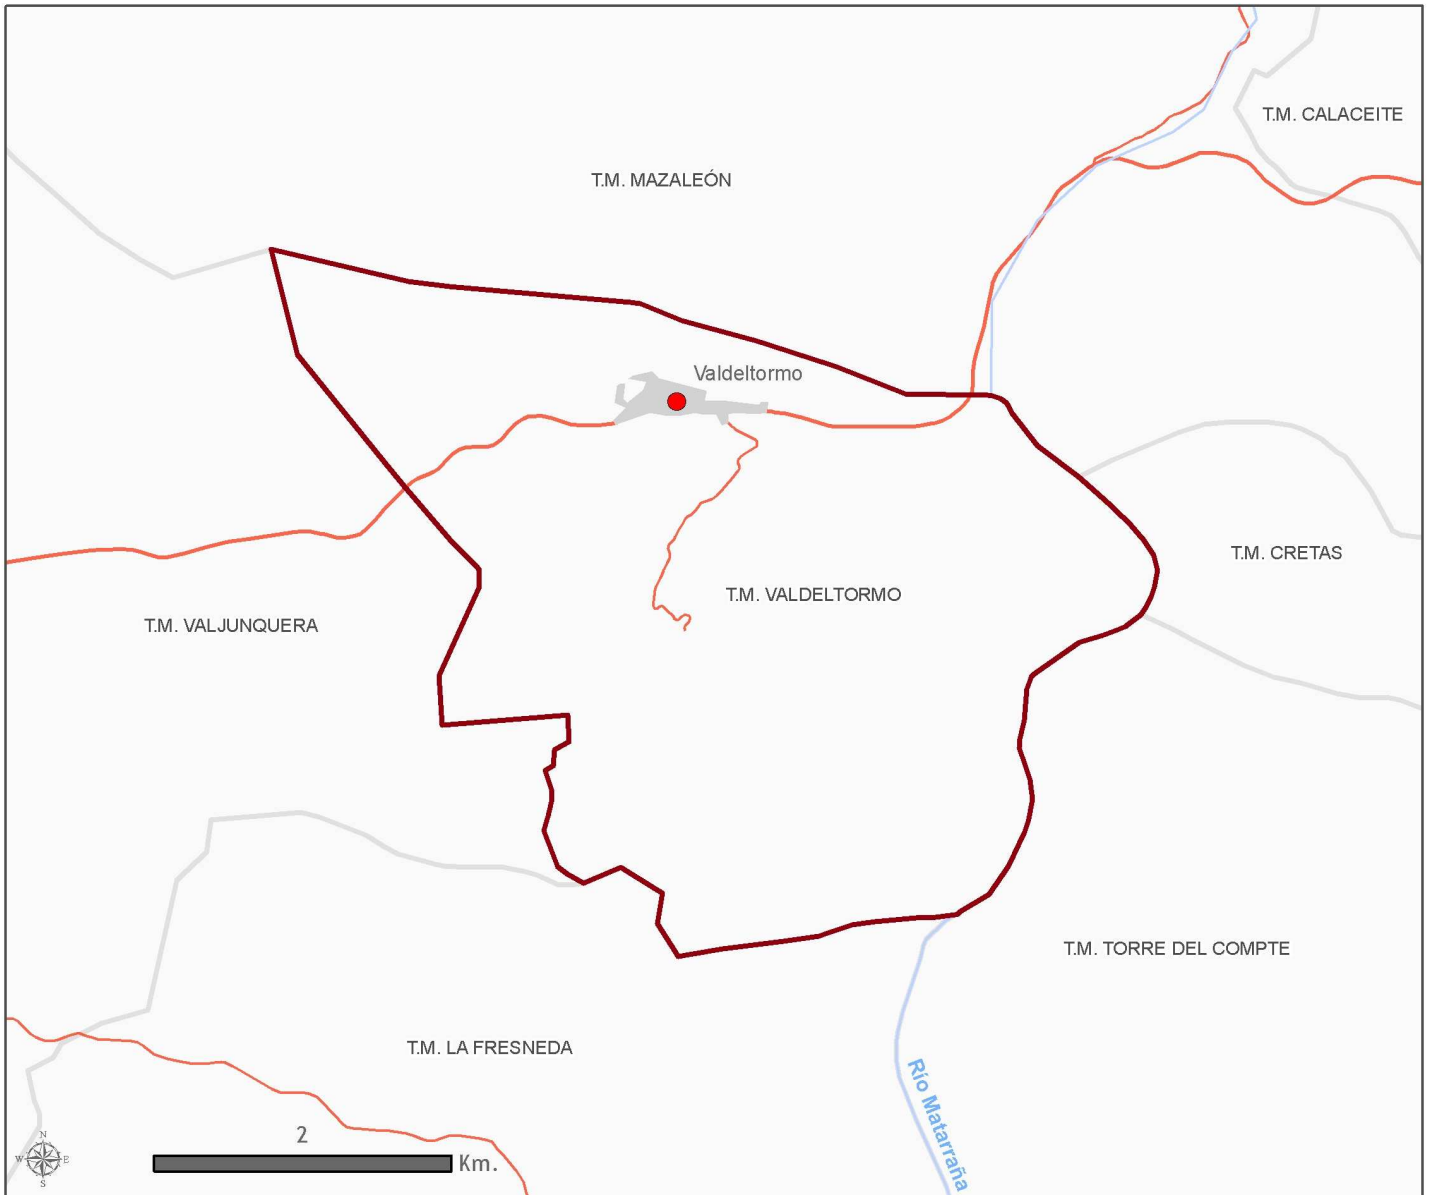 T.M. CALACEITE
T.M. MAZALEÓN
Valdeltormo
T.M. CRETAS
T.M. VALDELTORMO
T.M. VALJUNQUERA
T.M. TORRE DEL COMPTE
T.M. LA FRESNEDA
Río Matarraña
2
Km.
N
W E
S